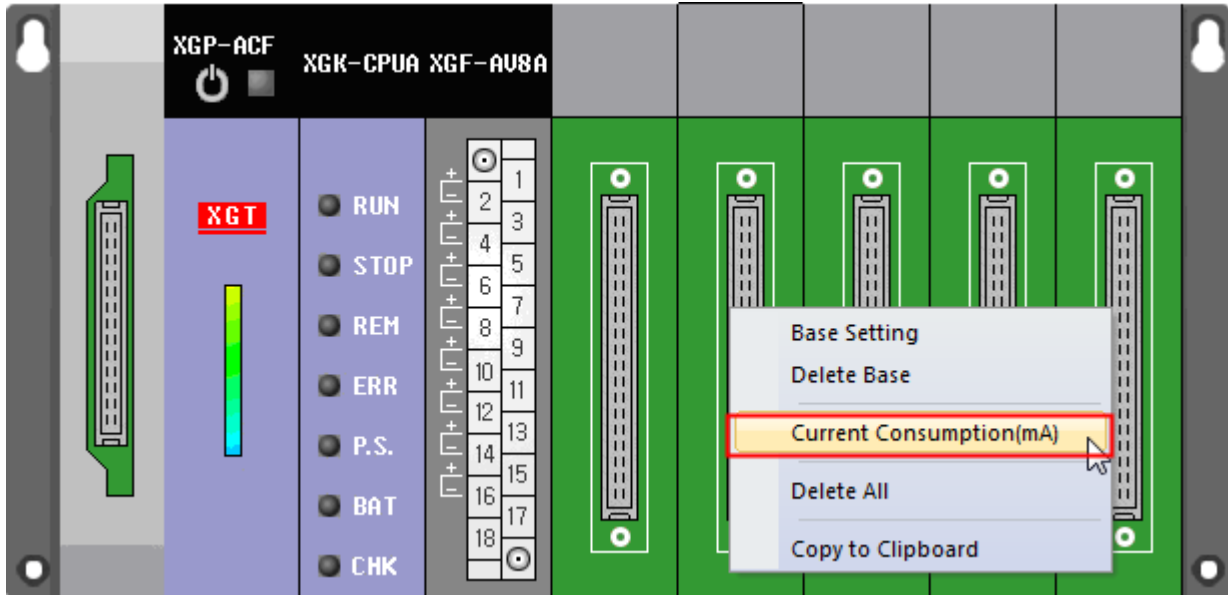 XGP-ACF
XGK-CPUA
XGF-AV8A
XGT
RUN
STOP
REM
ERR
P.S.
BAT
CHK
+
-
+
-
+
-
+
-
+
-
+
-
+
-
+
-
1
2
3
4
5
6
7
8
9
10
11
12
13
14
15
16
17
18
Base Setting
Delete Base
Current Consumption(mA)
Delete All
Copy to Clipboard